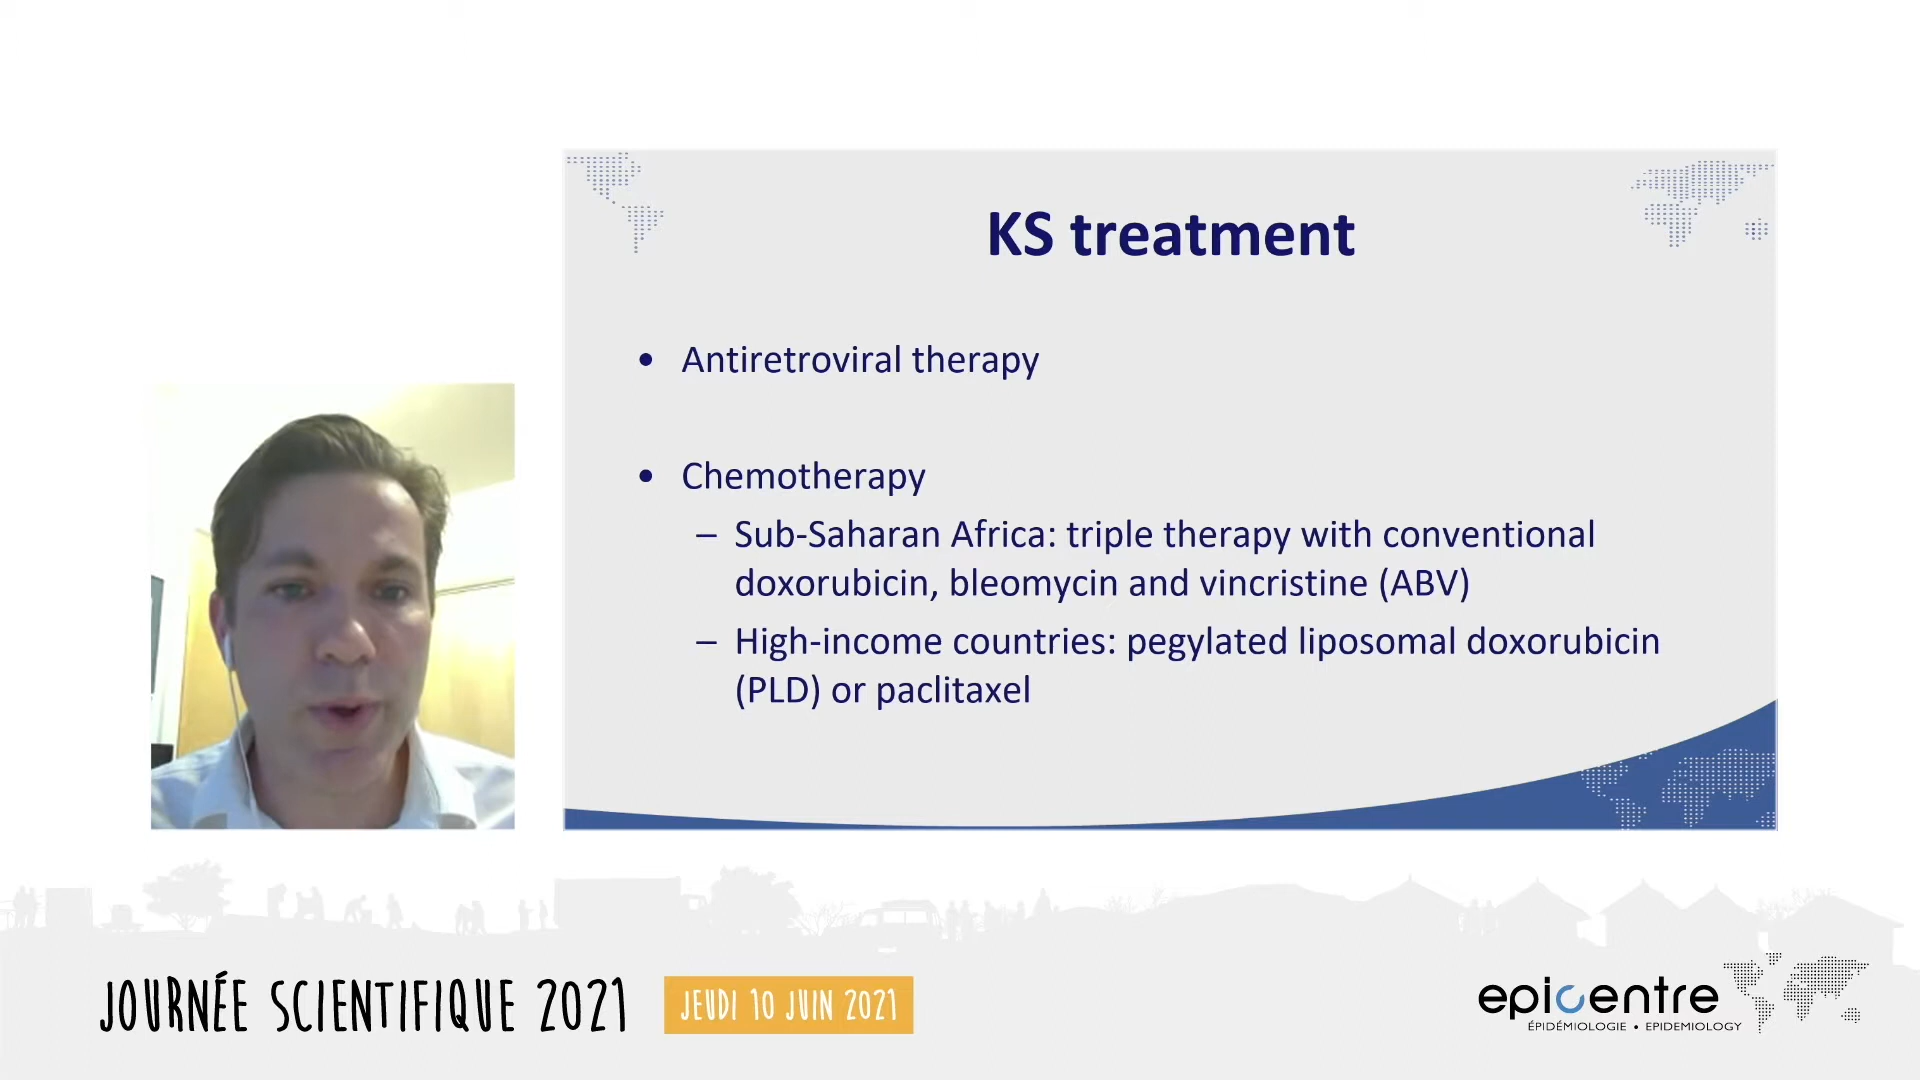 KS treatment
• Antiretroviral therapy
• Chemotherapy
– Sub-Saharan Africa: triple therapy with conventional
doxorubicin, bleomycin and vincristine (ABV)
– High-income countries: pegylated liposomal doxorubicin
(PLD) or paclitaxel
JOURNÉE SCIENTIFIQUE 2021
JEUDI 10 JUIN 2021
epicentre
ÉPIDÉMIOLOGIE • EPIDEMIOLOGY